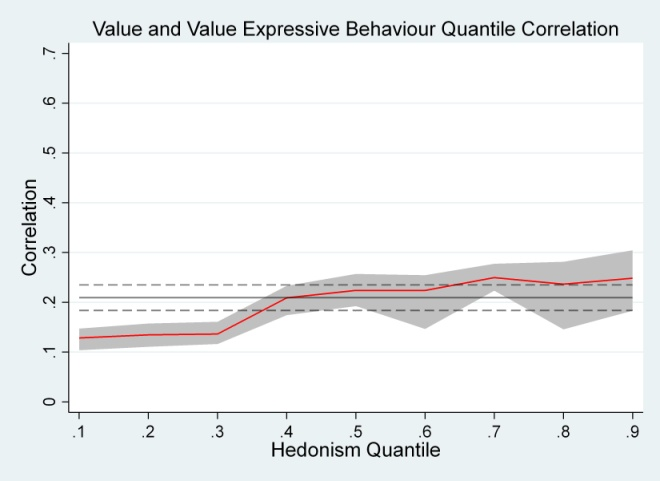 Value and Value Expressive Behaviour Quantile Correlation
Correlation
.7
.6
.5
.4
.3
.2
.1
0
.1 .2 .3 .4 .5 .6 .7 .8 .9
Hedonism Quantile